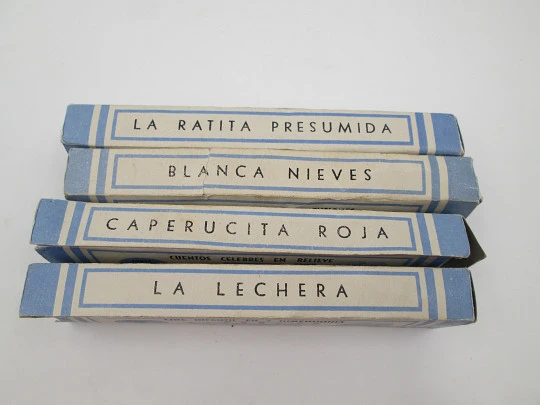 LA RATITA PRESUMIDA
BLANCA NIEVES
CAPERUCITA ROJA
CUENTOS CELEBRES EN RELIEVE
LA LECHERA